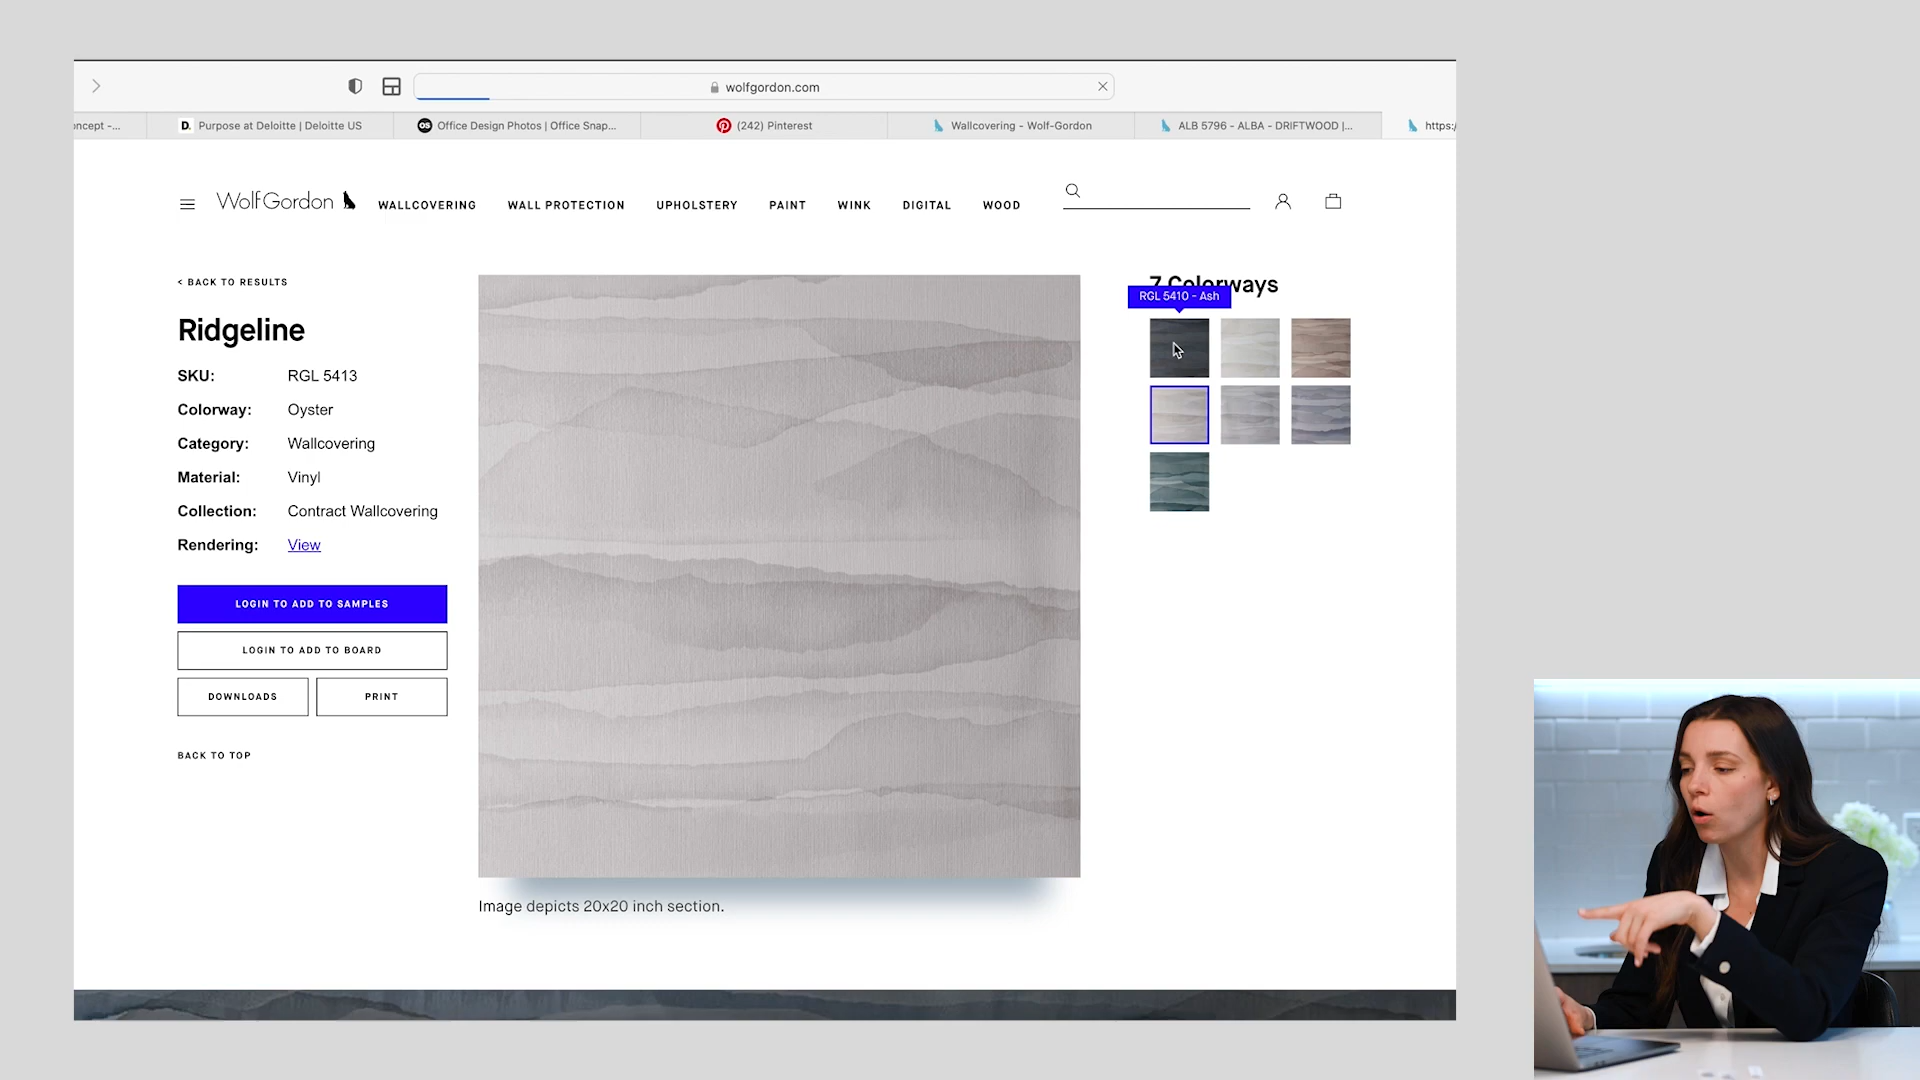 wolfgordon.com
ncept -...
D. Purpose at Deloitte | Deloitte US
OS Office Design Photos | Office Snap...
(242) Pinterest
Wallcovering - Wolf-Gordon
ALB 5796 - ALBA - DRIFTWOOD |...
https:/
WolfGordon
WALLCOVERING
WALL PROTECTION
UPHOLSTERY
PAINT
WINK
DIGITAL
WOOD
< BACK TO RESULTS
Ridgeline
SKU: RGL 5413
Colorway: Oyster
Category: Wallcovering
Material: Vinyl
Collection: Contract Wallcovering
Rendering: View
LOGIN TO ADD TO SAMPLES
LOGIN TO ADD TO BOARD
DOWNLOADS
PRINT
BACK TO TOP
Image depicts 20x20 inch section.
7 Colorways
RGL 5410 - Ash